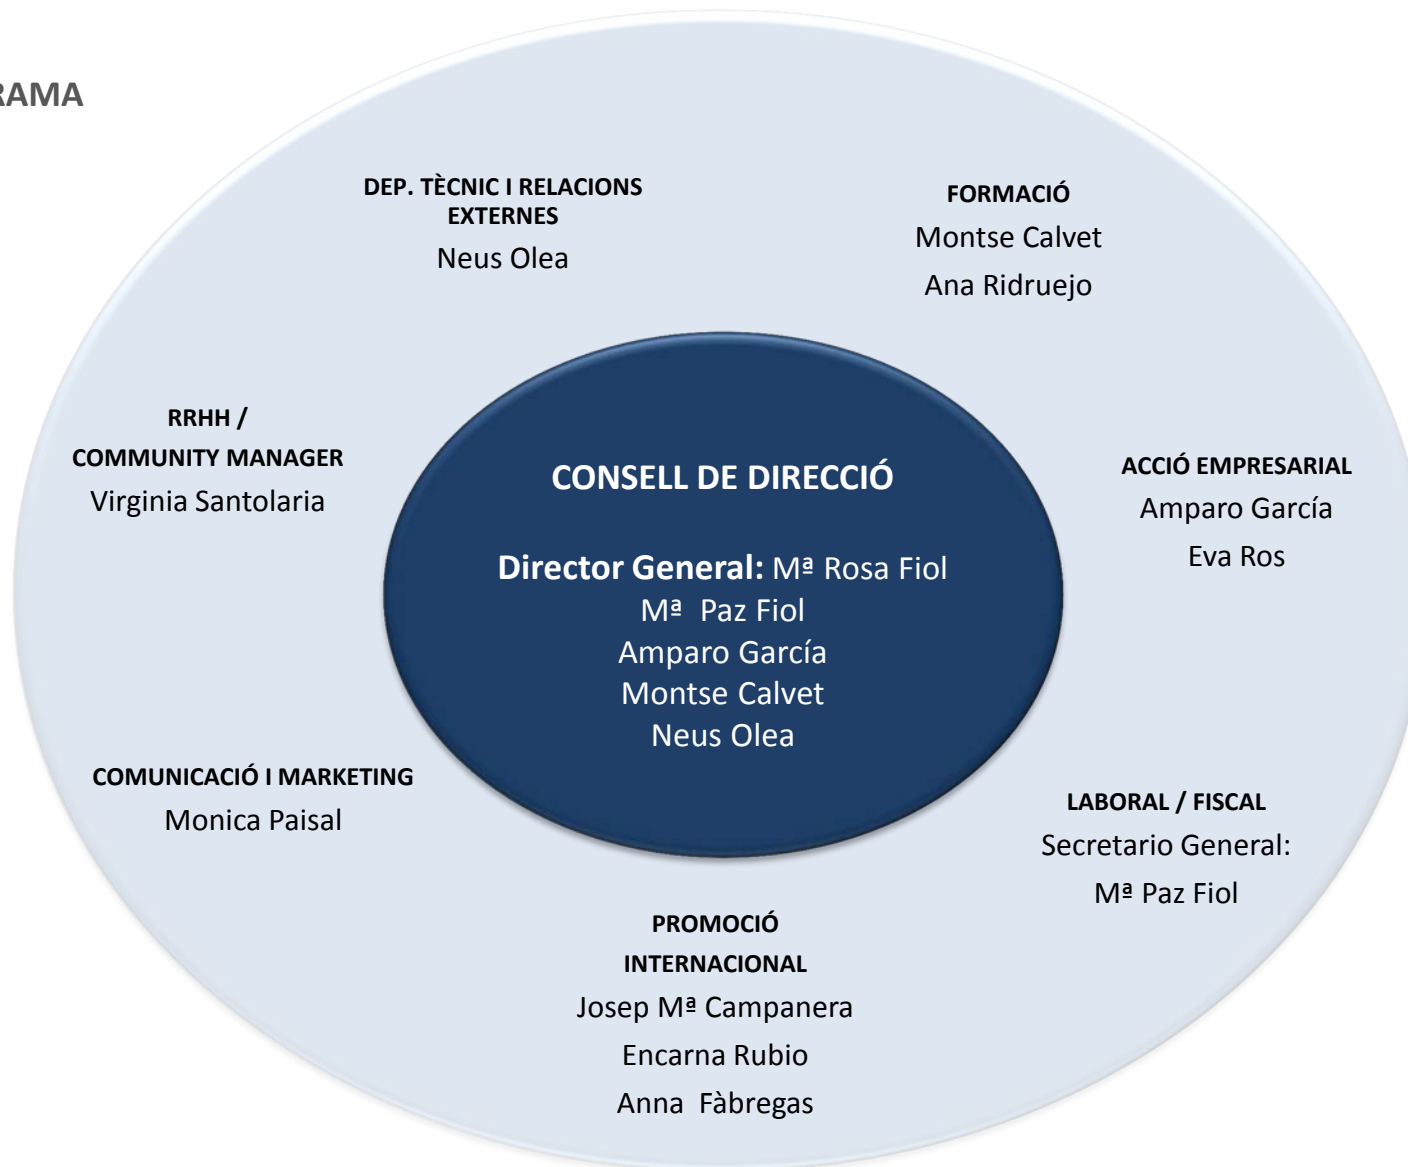 RAMA
DEP. TÈCNIC I RELACIONS
EXTERNES
Neus Olea
FORMACIÓ
Montse Calvet
Ana Ridruejo
RRHH /
COMMUNITY MANAGER
Virginia Santolaria
CONSELL DE DIRECCIÓ
Director General: Mª Rosa Fiol
Mª  Paz Fiol
Amparo García
Montse Calvet
Neus Olea
ACCIÓ EMPRESARIAL
Amparo García
Eva Ros
COMUNICACIÓ I MARKETING
Monica Paisal
LABORAL / FISCAL
Secretario General:
Mª Paz Fiol
PROMOCIÓ
INTERNACIONAL
Josep Mª Campanera
Encarna Rubio
Anna  Fàbregas